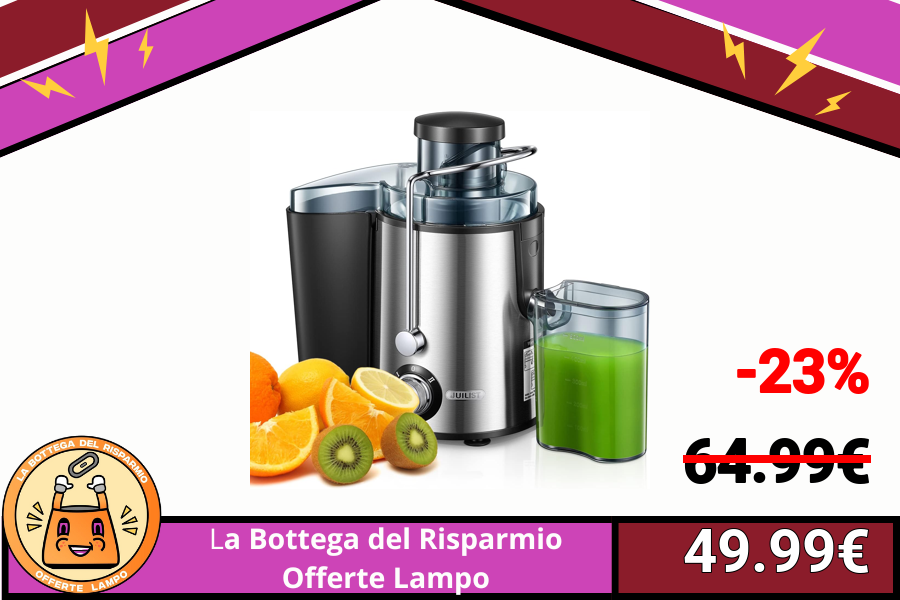 JUILIST
-23%
64.99€
LA BOTTEGA DEL RISPARMIO
OFFERTE LAMPO
La Bottega del Risparmio
Offerte Lampo
49.99€